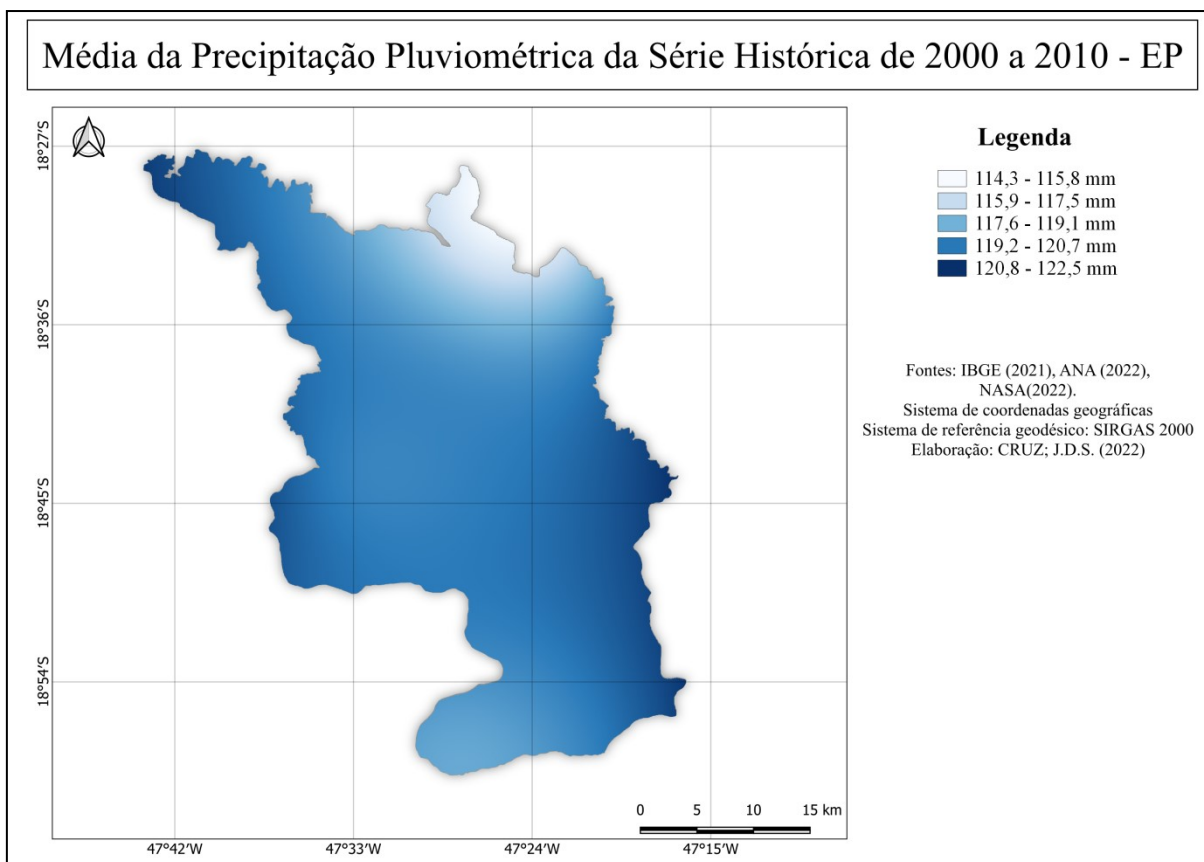 Média da Precipitação Pluviométrica da Série Histórica de 2000 a 2010 - EP
18°27'S
18°36'S
18°45'S
18°54'S
47°42'W
47°33'W
47°24'W
47°15'W
0 5 10 15 km
Legenda
114,3 - 115,8 mm
115,9 - 117,5 mm
117,6 - 119,1 mm
119,2 - 120,7 mm
120,8 - 122,5 mm
Fontes: IBGE (2021), ANA (2022),
NASA(2022).
Sistema de coordenadas geográficas
Sistema de referência geodésico: SIRGAS 2000
Elaboração: CRUZ; J.D.S. (2022)